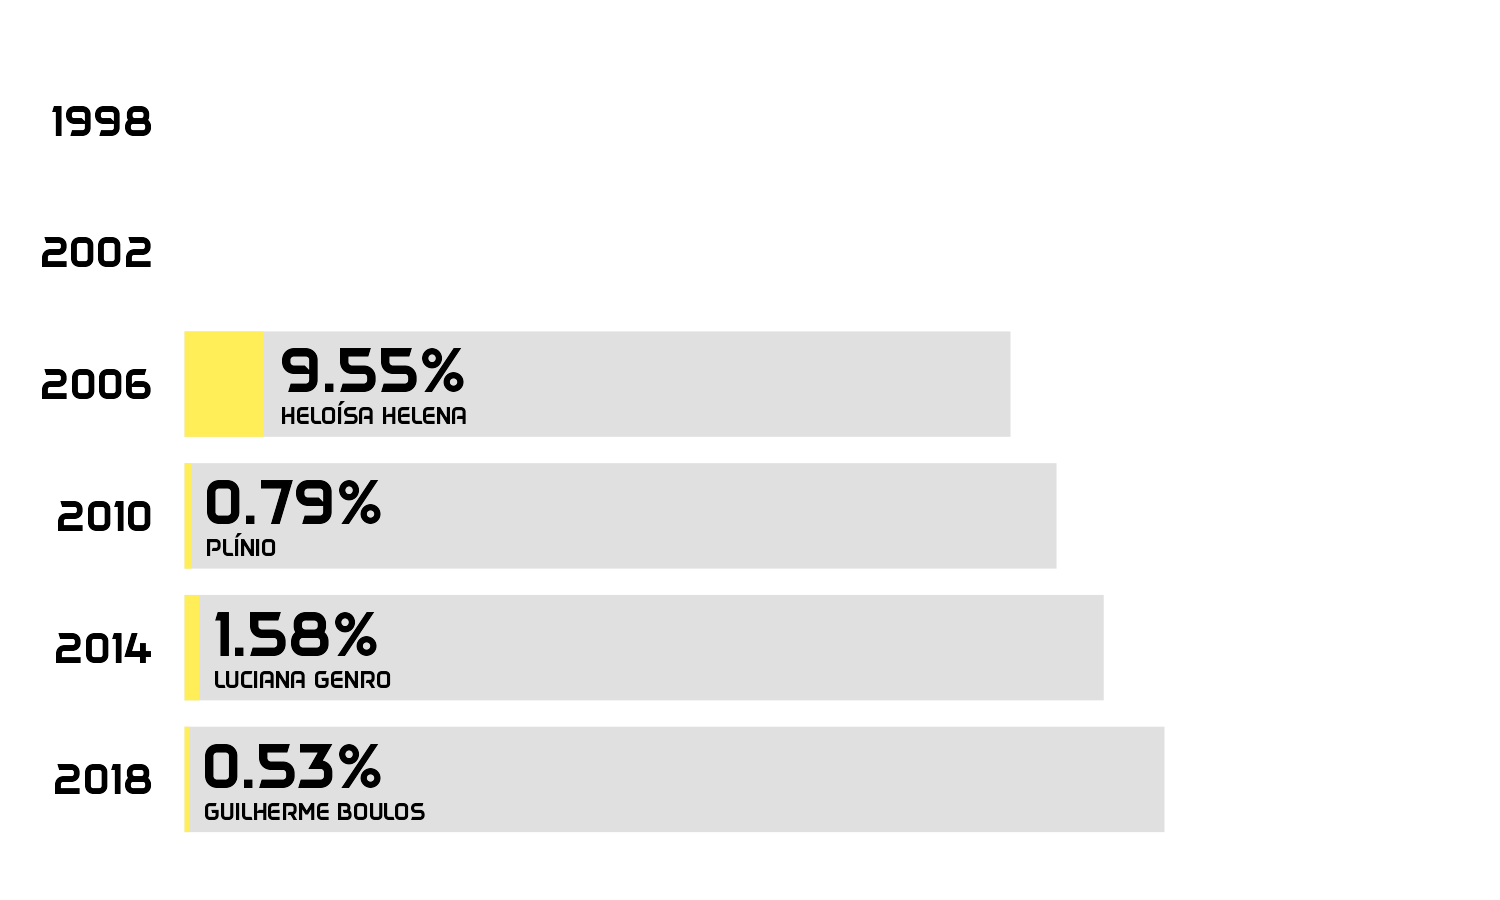 1998
2002
2006
9.55%
HELOÍSA HELENA
2010
0.79%
PLÍNIO
2014
1.58%
LUCIANA GENRO
2018
0.53%
GUILHERME BOULOS